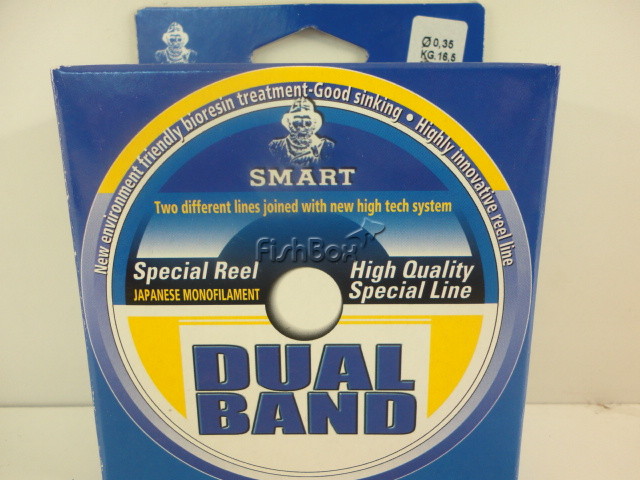 Ø 0,35
KG. 16,5
New environment friendly bioresin treatment-Good sinking • Highly innovative reel line
SMART
Two different lines joined with new high tech system
FishBox
Special Reel
JAPANESE MONOFILAMENT
High Quality
Special Line
DUAL
BAND